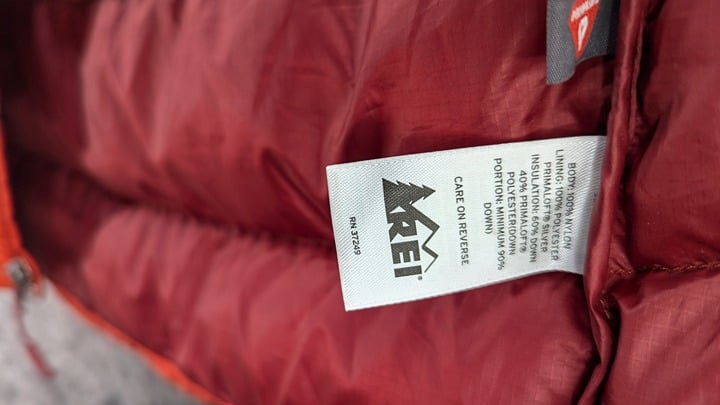 BODY: 100% NYLON
LINING: 100% POLYESTER
PRIMALOFT® SILVER
INSULATION: 60% DOWN
40% PRIMALOFT®
POLYESTER(DOWN
PORTION: MINIMUM 90%
DOWN)
CARE ON REVERSE
REI®
RN 37249